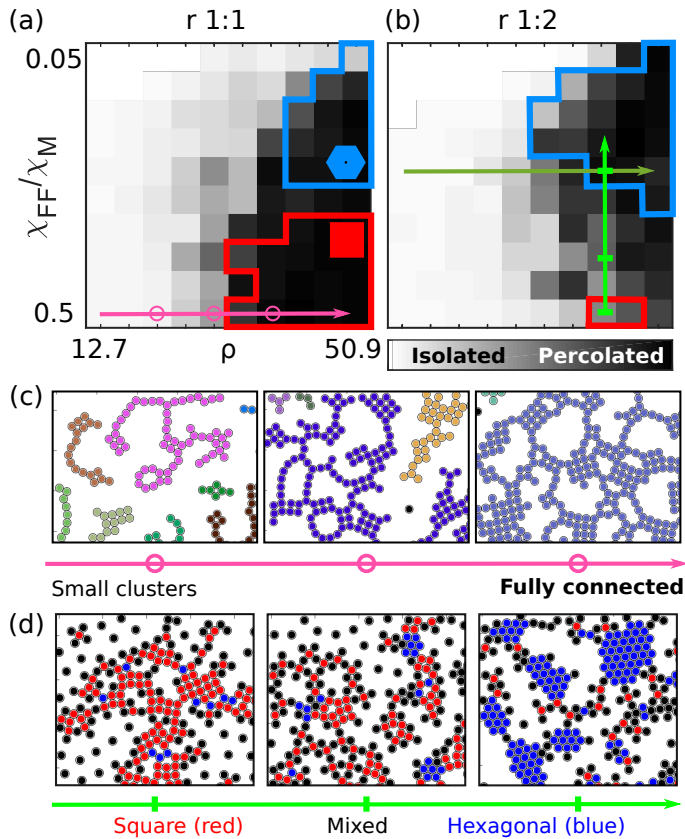 (a) r 1:1
(b) r 1:2
0.05
χFF/χM
0.5
12.7 ρ 50.9
Isolated Percolated
(c)
Small clusters Fully connected
(d)
Square (red) Mixed Hexagonal (blue)